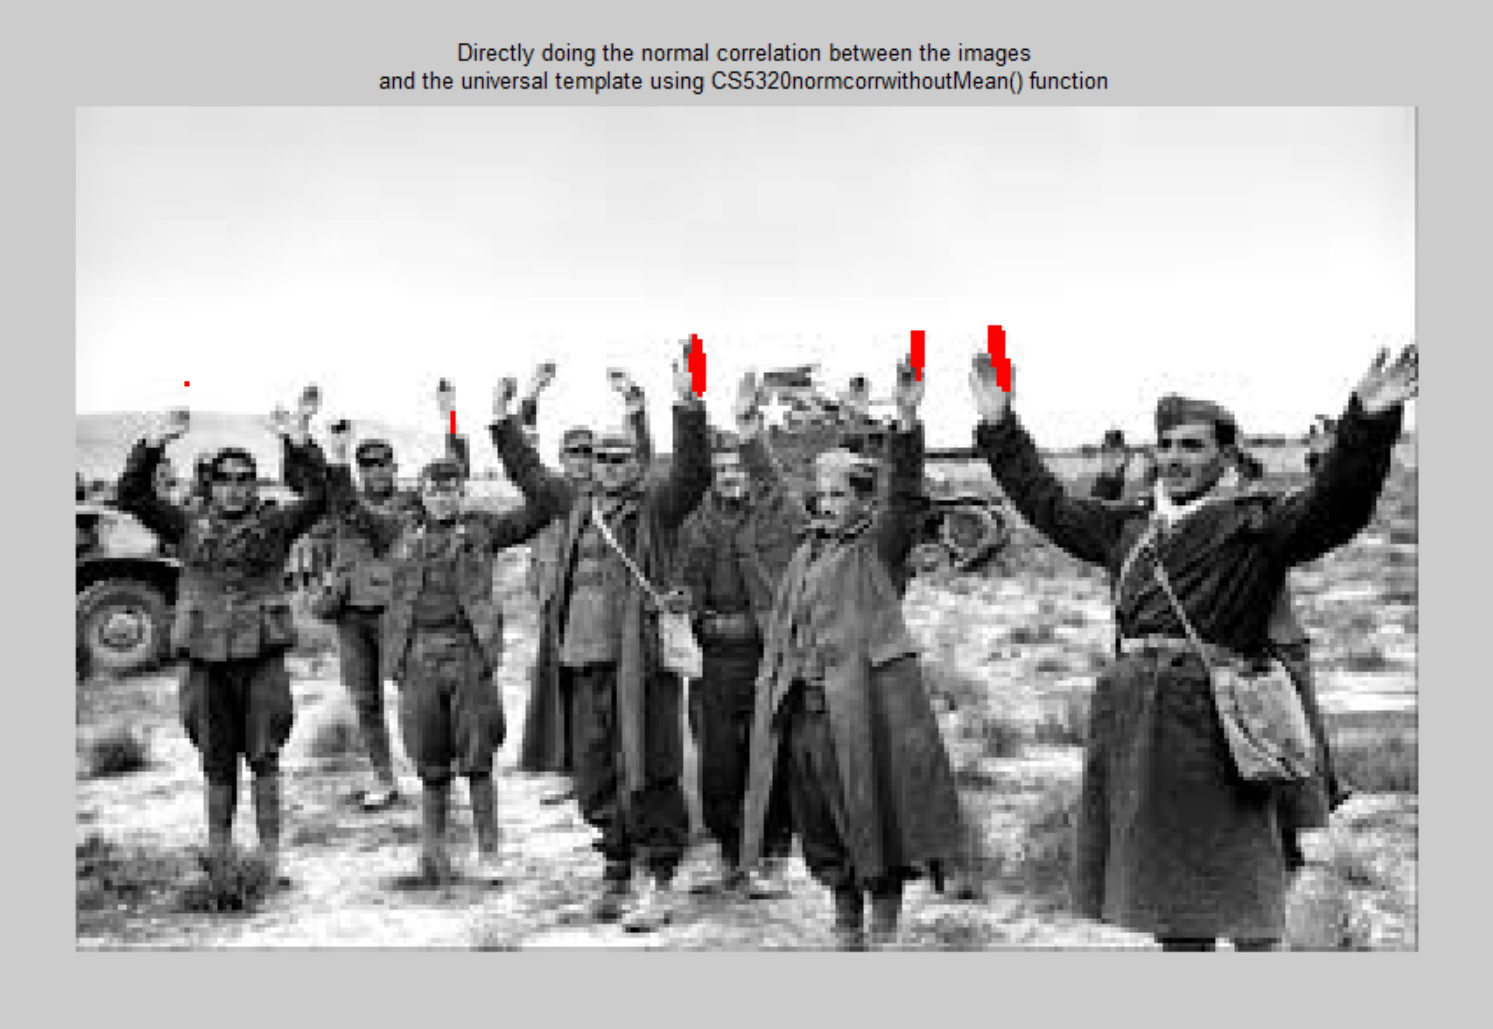 Directly doing the normal correlation between the images
and the universal template using CS5320normcorrwithoutMean() function